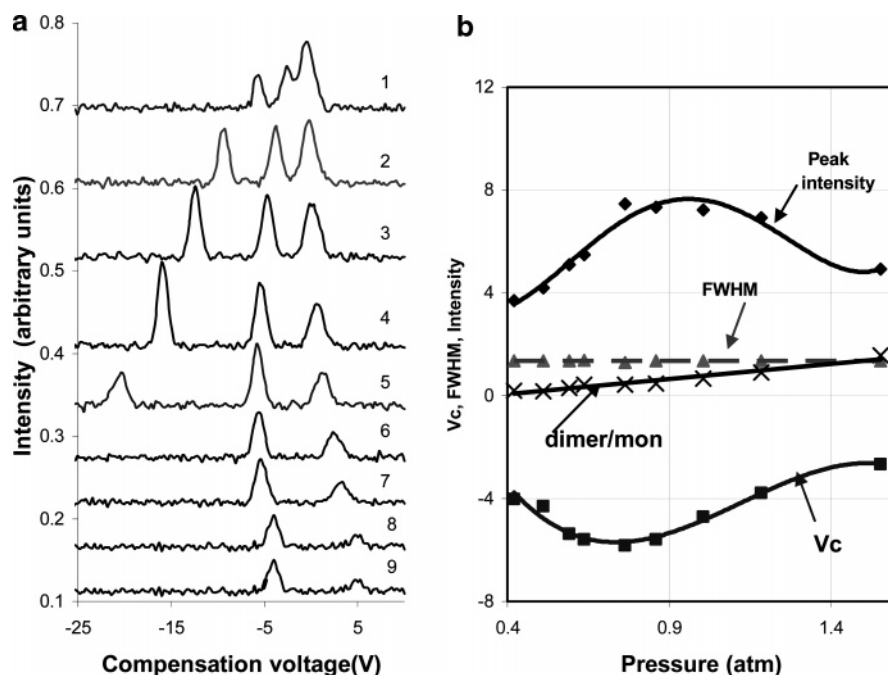 a
Intensity (arbitrary units)
0.8
0.7
0.6
0.5
0.4
0.3
0.2
0.1
1
2
3
4
5
6
7
8
9
-25
-15
-5
5
Compensation voltage(V)
b
Vc, FWHM, Intensity
12
8
4
0
-4
-8
Peak
intensity
FWHM
dimer/mon
Vc
0.4
0.9
1.4
Pressure (atm)